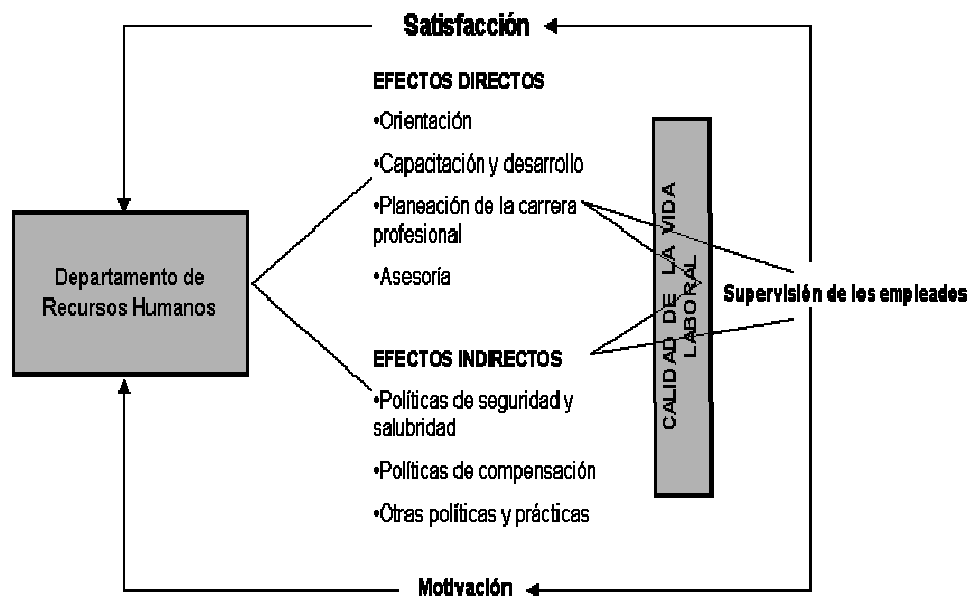 Satisfacción
EFECTOS DIRECTOS
•Orientación
•Capacitación y desarrollo
•Planeación de la carrera
profesional
•Asesoría
Departamento de
Recursos Humanos
CALIDAD DE LA VIDA
LABORAL
Supervisión de los empleados
EFECTOS INDIRECTOS
•Políticas de seguridad y
salubridad
•Políticas de compensación
•Otras políticas y prácticas
Motivación